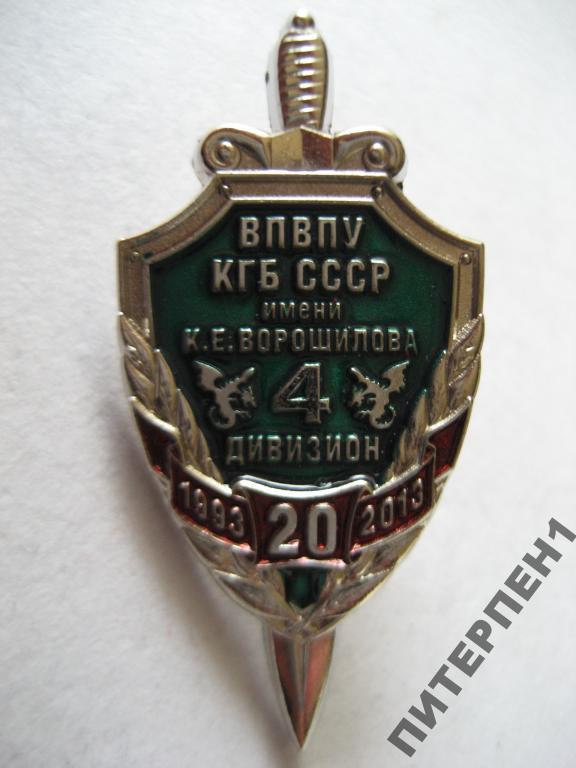 ВПВПУ
КГБ СССР
имени
К.Е.ВОРОШИЛОВА
4
ДИВИЗИОН
1993 20 2013
ПИТЕРПЕН1